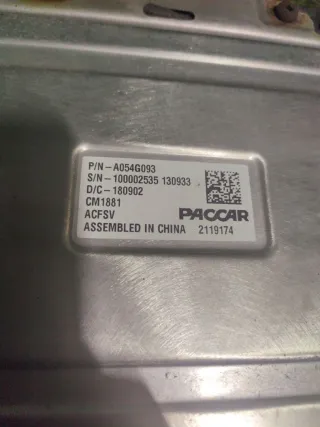 P/N-A054G093
S/N-100002535 130933
D/C-180902
CM1881
ACFSV
PACCAR
ASSEMBLED IN CHINA 2119174